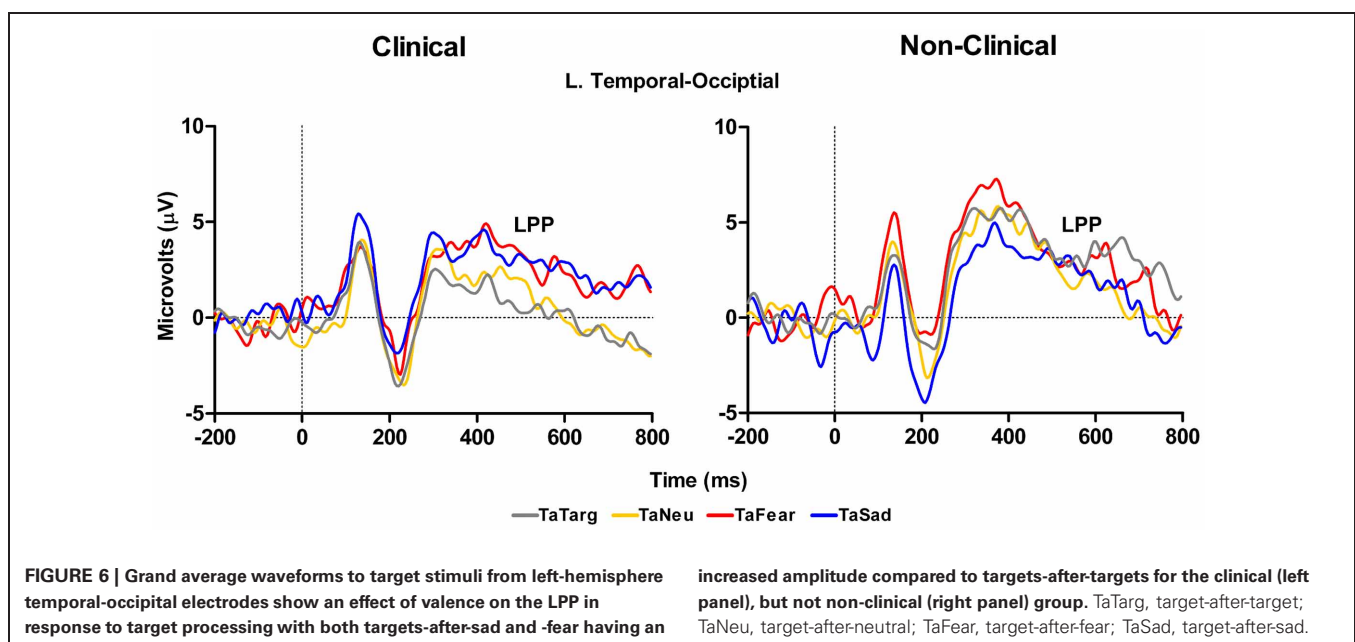 Clinical
Non-Clinical
L. Temporal-Occiptial
10
5
0
-5
Microvolts (μV)
LPP
-200
0
200
400
600
800
10
5
0
-5
LPP
-200
0
200
400
600
800
Time (ms)
TaTarg TaNeu TaFear TaSad
FIGURE 6 | Grand average waveforms to target stimuli from left-hemisphere
temporal-occipital electrodes show an effect of valence on the LPP in
response to target processing with both targets-after-sad and -fear having an
increased amplitude compared to targets-after-targets for the clinical (left
panel), but not non-clinical (right panel) group. TaTarg, target-after-target;
TaNeu, target-after-neutral; TaFear, target-after-fear; TaSad, target-after-sad.